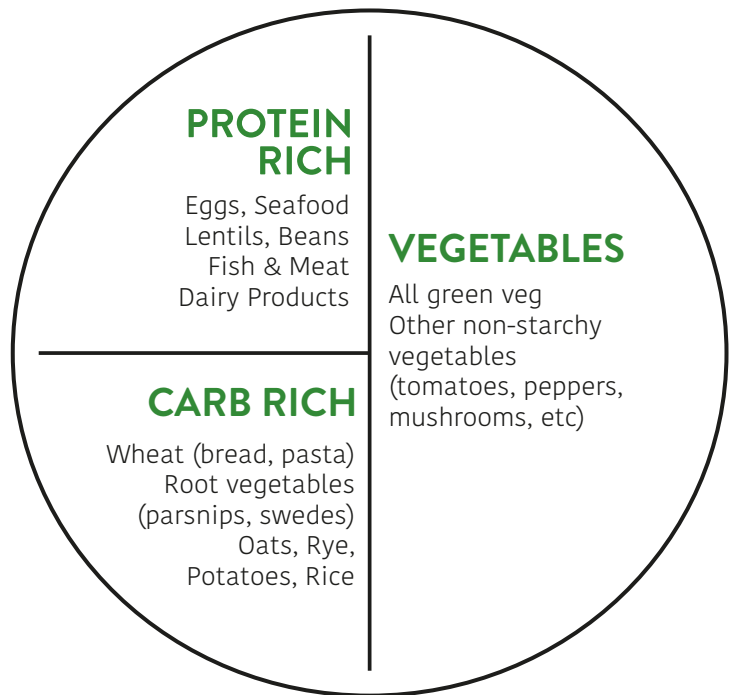 PROTEIN
RICH
Eggs, Seafood
Lentils, Beans
Fish & Meat
Dairy Products
VEGETABLES
All green veg
Other non-starchy
vegetables
(tomatoes, peppers,
mushrooms, etc)
CARB RICH
Wheat (bread, pasta)
Root vegetables
(parsnips, swedes)
Oats, Rye,
Potatoes, Rice